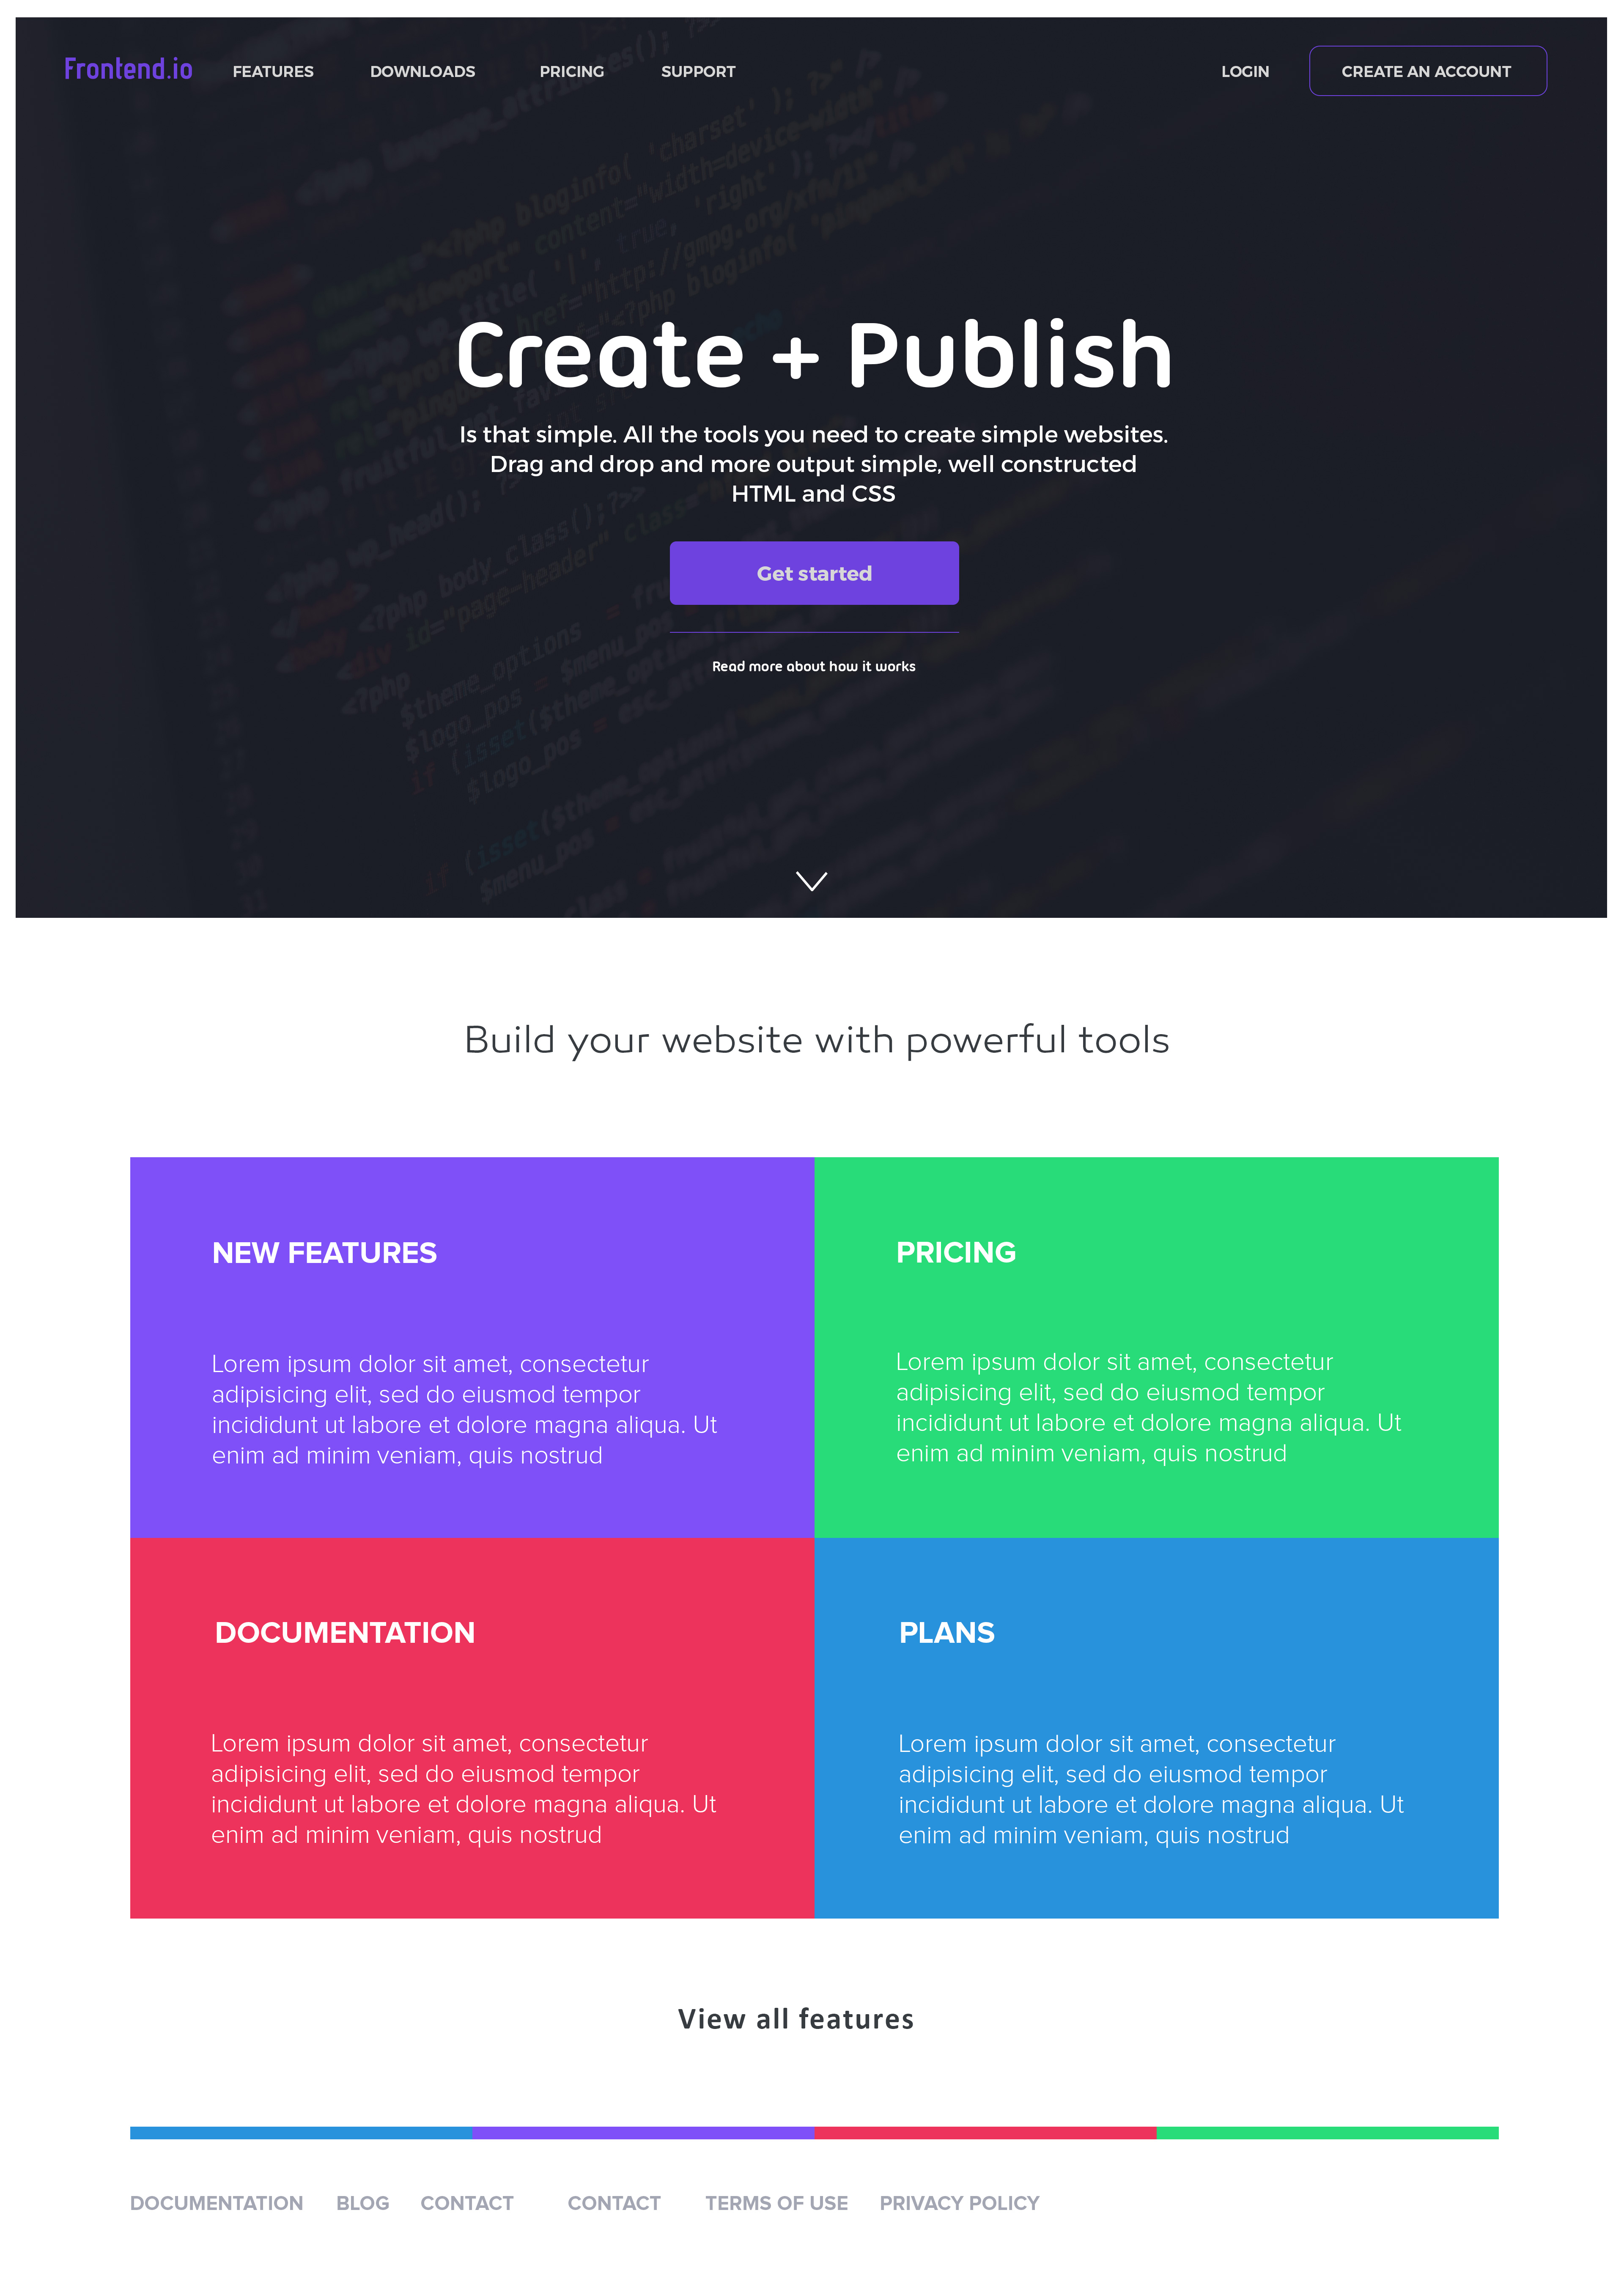 Frontend.io FEATURES DOWNLOADS PRICING SUPPORT LOGIN CREATE AN ACCOUNT
Create + Publish
Is that simple. All the tools you need to create simple websites.
Drag and drop and more output simple, well constructed
HTML and CSS
Get started
Read more about how it works
Build your website with powerful tools
NEW FEATURES
Lorem ipsum dolor sit amet, consectetur
adipisicing elit, sed do eiusmod tempor
incididunt ut labore et dolore magna aliqua. Ut
enim ad minim veniam, quis nostrud
PRICING
Lorem ipsum dolor sit amet, consectetur
adipisicing elit, sed do eiusmod tempor
incididunt ut labore et dolore magna aliqua. Ut
enim ad minim veniam, quis nostrud
DOCUMENTATION
Lorem ipsum dolor sit amet, consectetur
adipisicing elit, sed do eiusmod tempor
incididunt ut labore et dolore magna aliqua. Ut
enim ad minim veniam, quis nostrud
PLANS
Lorem ipsum dolor sit amet, consectetur
adipisicing elit, sed do eiusmod tempor
incididunt ut labore et dolore magna aliqua. Ut
enim ad minim veniam, quis nostrud
View all features
DOCUMENTATION BLOG CONTACT CONTACT TERMS OF USE PRIVACY POLICY